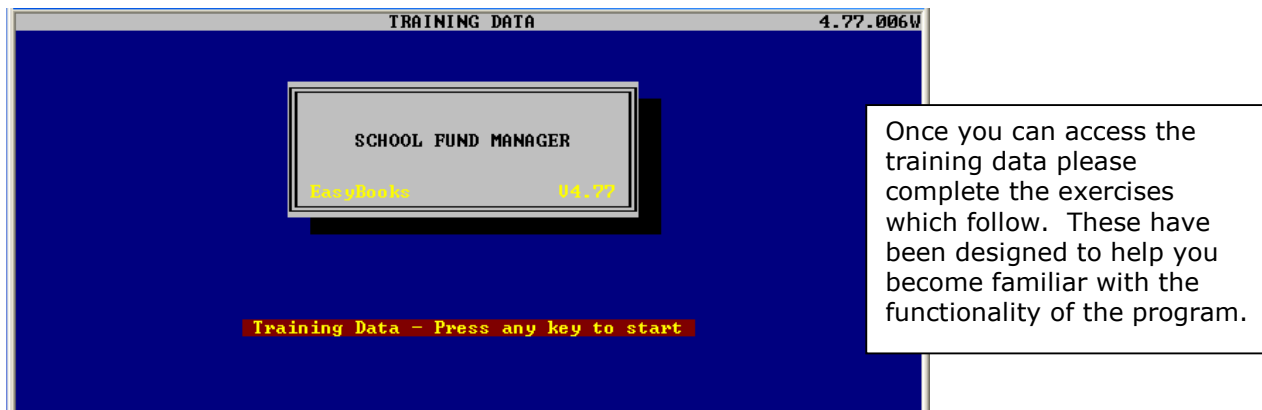 TRAINING DATA 4.77.006W
SCHOOL FUND MANAGER
EasyBooks V4.77
Training Data - Press any key to start
Once you can access the
training data please
complete the exercises
which follow. These have
been designed to help you
become familiar with the
functionality of the program.